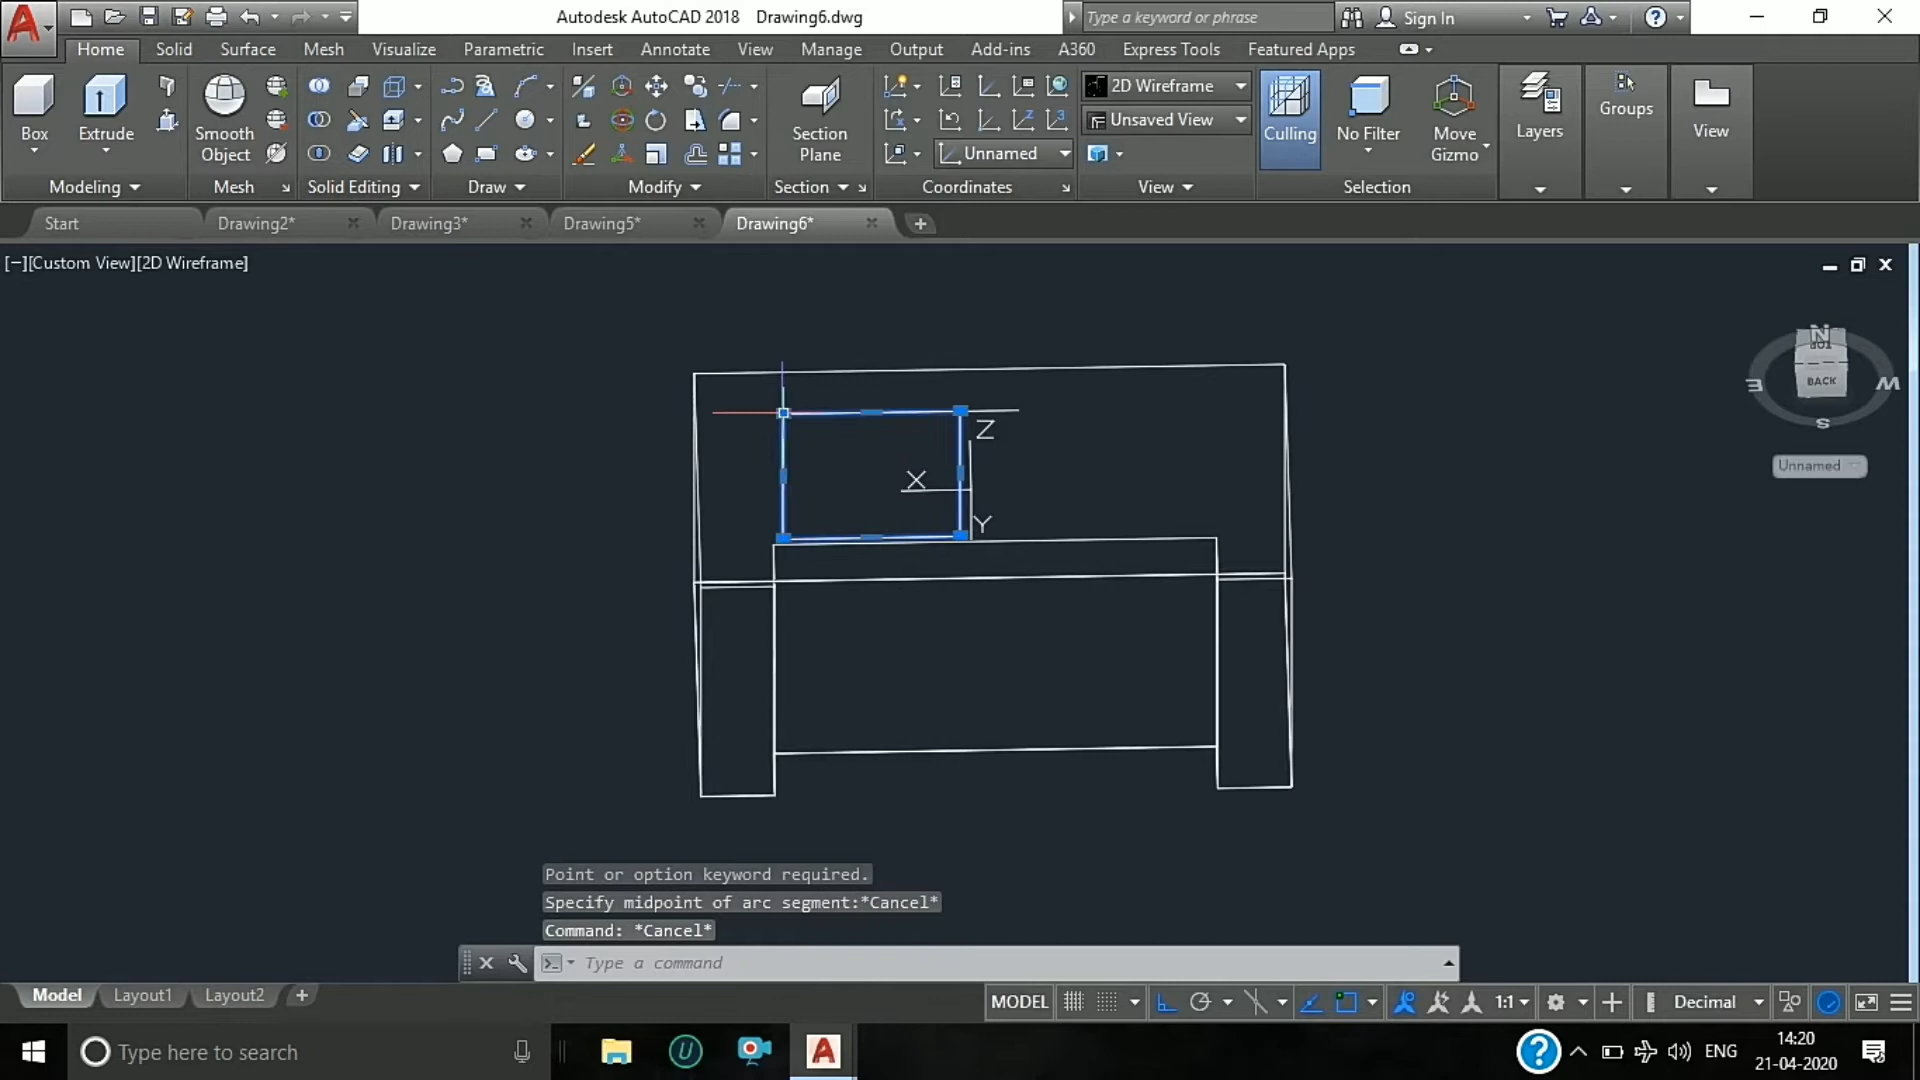 Autodesk AutoCAD 2018 Drawing6.dwg
Type a keyword or phrase
Sign In
Home Solid Surface Mesh Visualize Parametric Insert Annotate View Manage Output Add-ins A360 Express Tools Featured Apps
Box
Extrude
Smooth
Object
Section
Plane
2D Wireframe
Unsaved View
Unnamed
Culling
No Filter
Move
Gizmo
Layers
Groups
View
Modeling
Mesh
Solid Editing
Draw
Modify
Section
Coordinates
View
Selection
Start
Drawing2*
Drawing3*
Drawing5*
Drawing6*
[−][Custom View][2D Wireframe]
N
TOP
BACK
E
W
S
Unnamed
Z
X
Y
Point or option keyword required.
Specify midpoint of arc segment:*Cancel*
Command: *Cancel*
Type a command
Model
Layout1
Layout2
MODEL
1:1
Decimal
Type here to search
ENG
14:20
21-04-2020